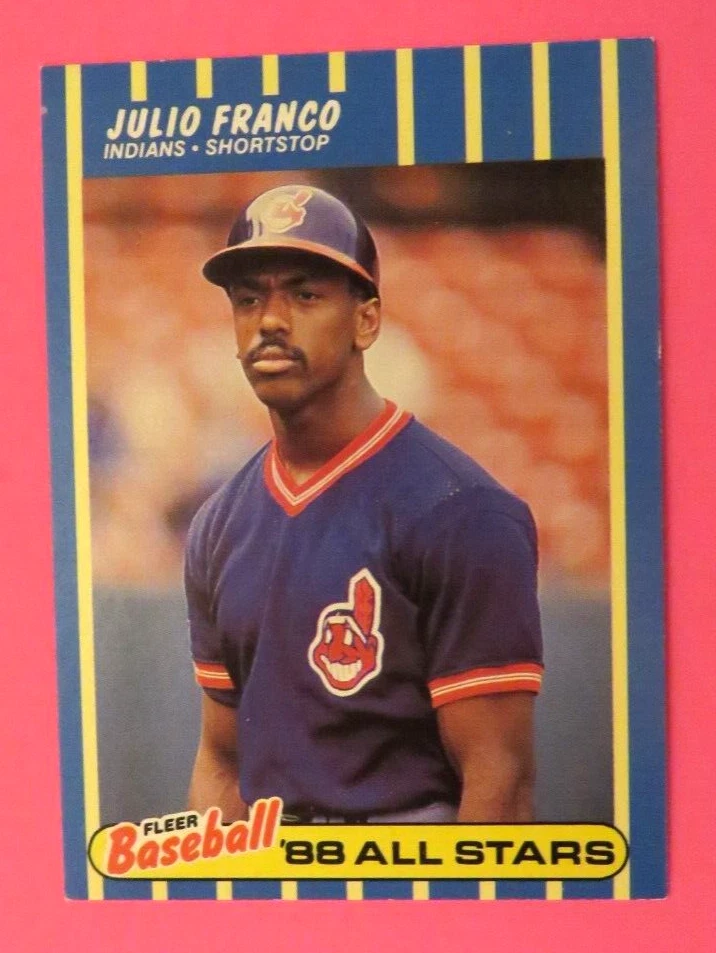 JULIO FRANCO
INDIANS • SHORTSTOP
FLEER
Baseball
'88 ALL STARS